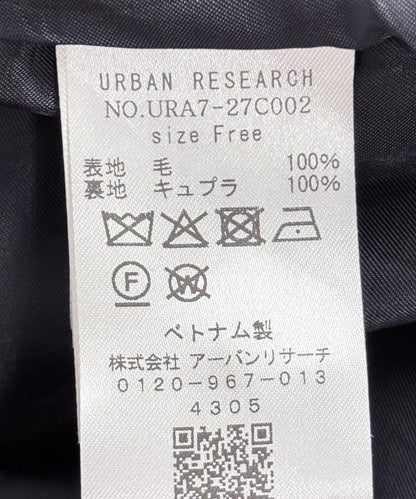 URBAN RESEARCH
NO.URA7-27C002
size Free
表地 毛 100%
裏地 キュプラ 100%
F W
ベトナム製
株式会社 アーバンリサーチ
0120-967-013
4305